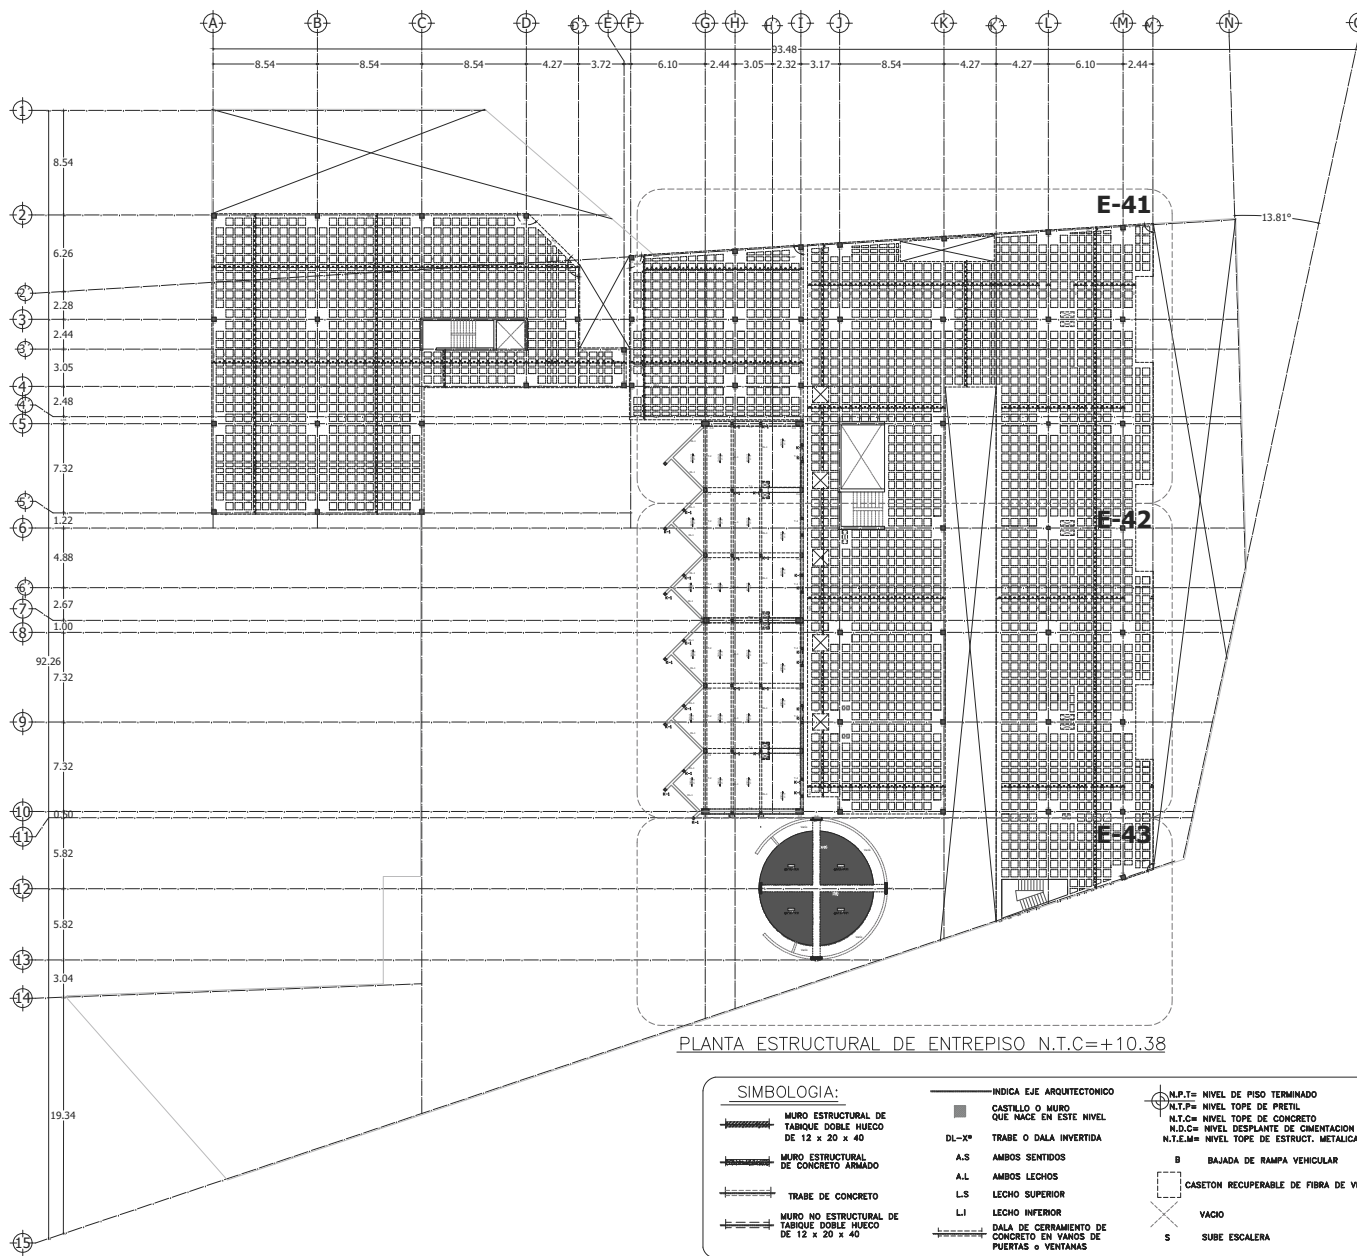 A B C D D' E F G H H' I J K K' L M M' N
93.48
8.54 8.54 8.54 4.27 3.72 6.10 2.44 3.05 2.32 3.17 8.54 4.27 4.27 6.10 2.44
1
8.54
2
E-41
13.81°
6.26
2'
2.28
3
2.44
3'
3.05
4
2.48
4'
5
7.32
5'
1.22
6
E-42
4.88
6'
2.67
7
1.00
8
92.26
7.32
9
7.32
10
0.50
11
E-43
5.82
12
5.82
13
3.04
14
PLANTA ESTRUCTURAL DE ENTREPISO N.T.C=+10.38
19.34
15
SIMBOLOGIA:
MURO ESTRUCTURAL DE
TABIQUE DOBLE HUECO
DE 12 x 20 x 40
MURO ESTRUCTURAL
DE CONCRETO ARMADO
TRABE DE CONCRETO
MURO NO ESTRUCTURAL DE
TABIQUE DOBLE HUECO
DE 12 x 20 x 40
INDICA EJE ARQUITECTONICO
CASTILLO O MURO
QUE NACE EN ESTE NIVEL
DL-X° TRABE O DALA INVERTIDA
A.S AMBOS SENTIDOS
A.L AMBOS LECHOS
L.S LECHO SUPERIOR
L.I LECHO INFERIOR
DALA DE CERRAMIENTO DE
CONCRETO EN VANOS DE
PUERTAS o VENTANAS
N.P.T= NIVEL DE PISO TERMINADO
N.T.P= NIVEL TOPE DE PRETIL
N.T.C= NIVEL TOPE DE CONCRETO
N.D.C= NIVEL DESPLANTE DE CIMENTACION
N.T.E.M= NIVEL TOPE DE ESTRUCT. METALICA
B BAJADA DE RAMPA VEHICULAR
CASETON RECUPERABLE DE FIBRA DE
VACIO
S SUBE ESCALERA